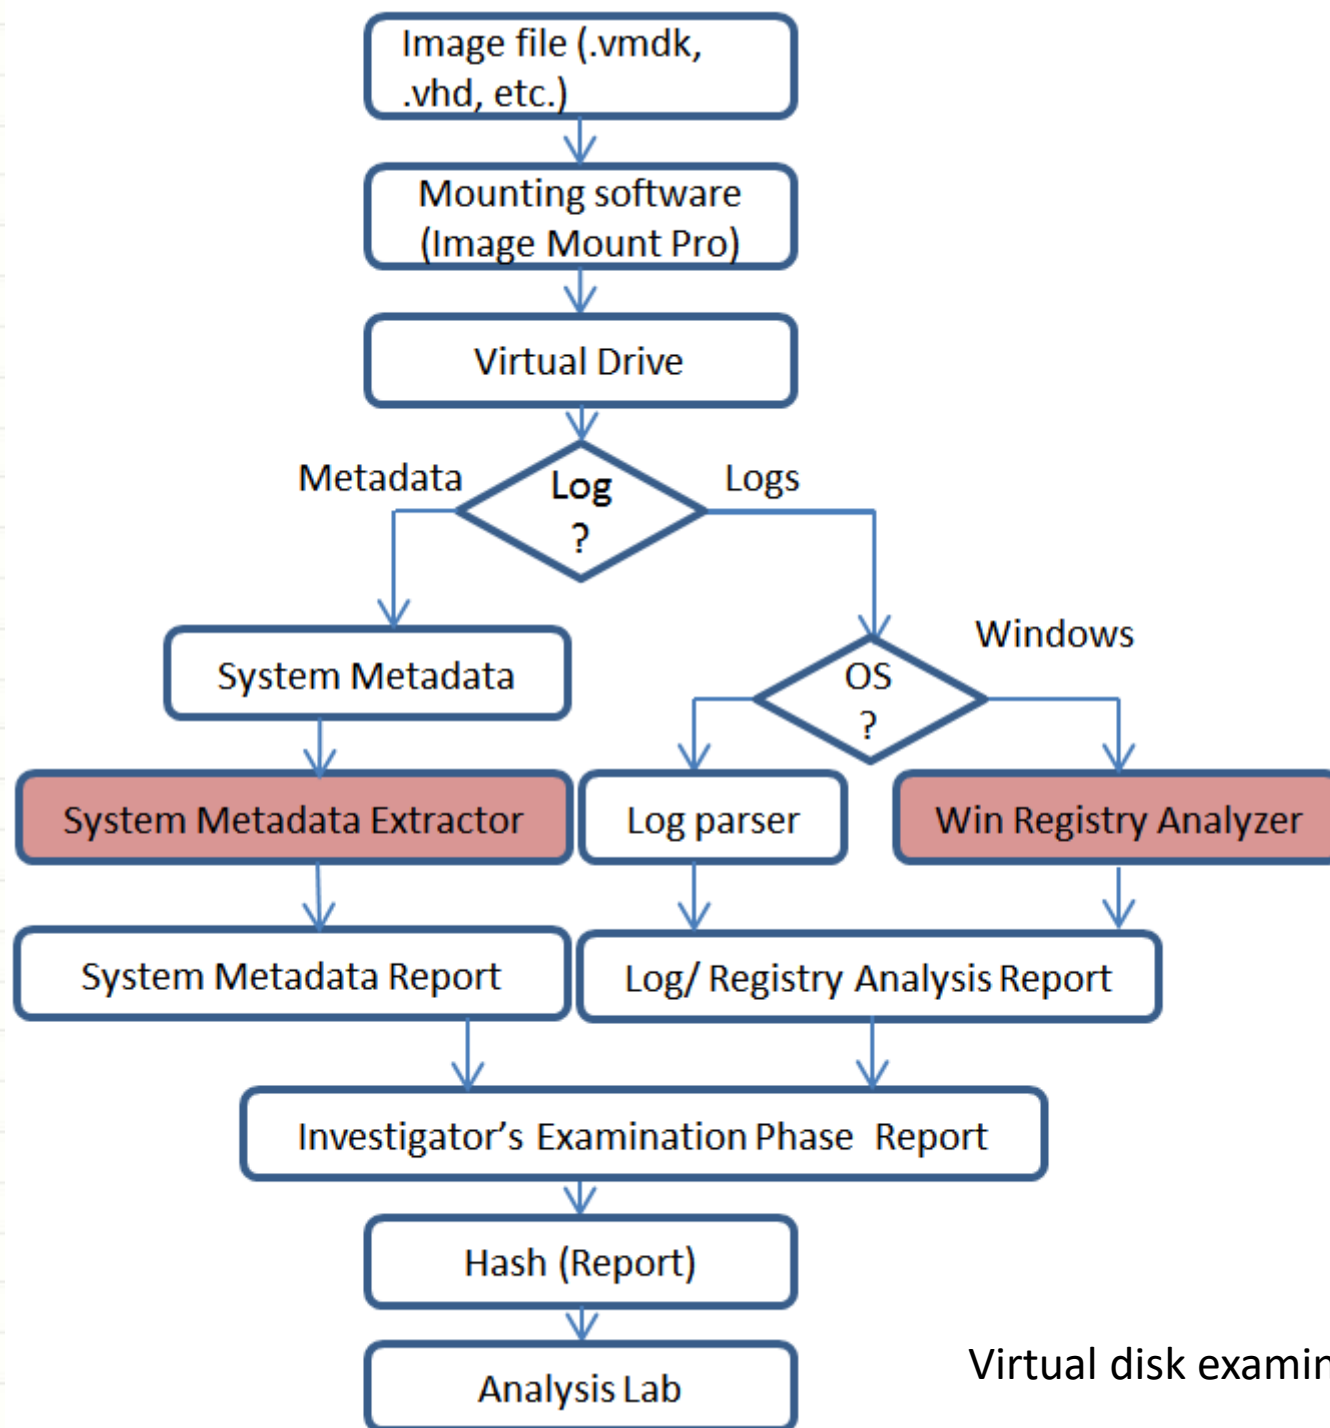 Image file (.vmdk,
.vhd, etc.)
Mounting software
(Image Mount Pro)
Virtual Drive
Metadata
Log
?
Logs
Windows
System Metadata
OS
?
System Metadata Extractor
Log parser
Win Registry Analyzer
System Metadata Report
Log/ Registry Analysis Report
Investigator's Examination Phase Report
Hash (Report)
Virtual disk
Analysis Lab